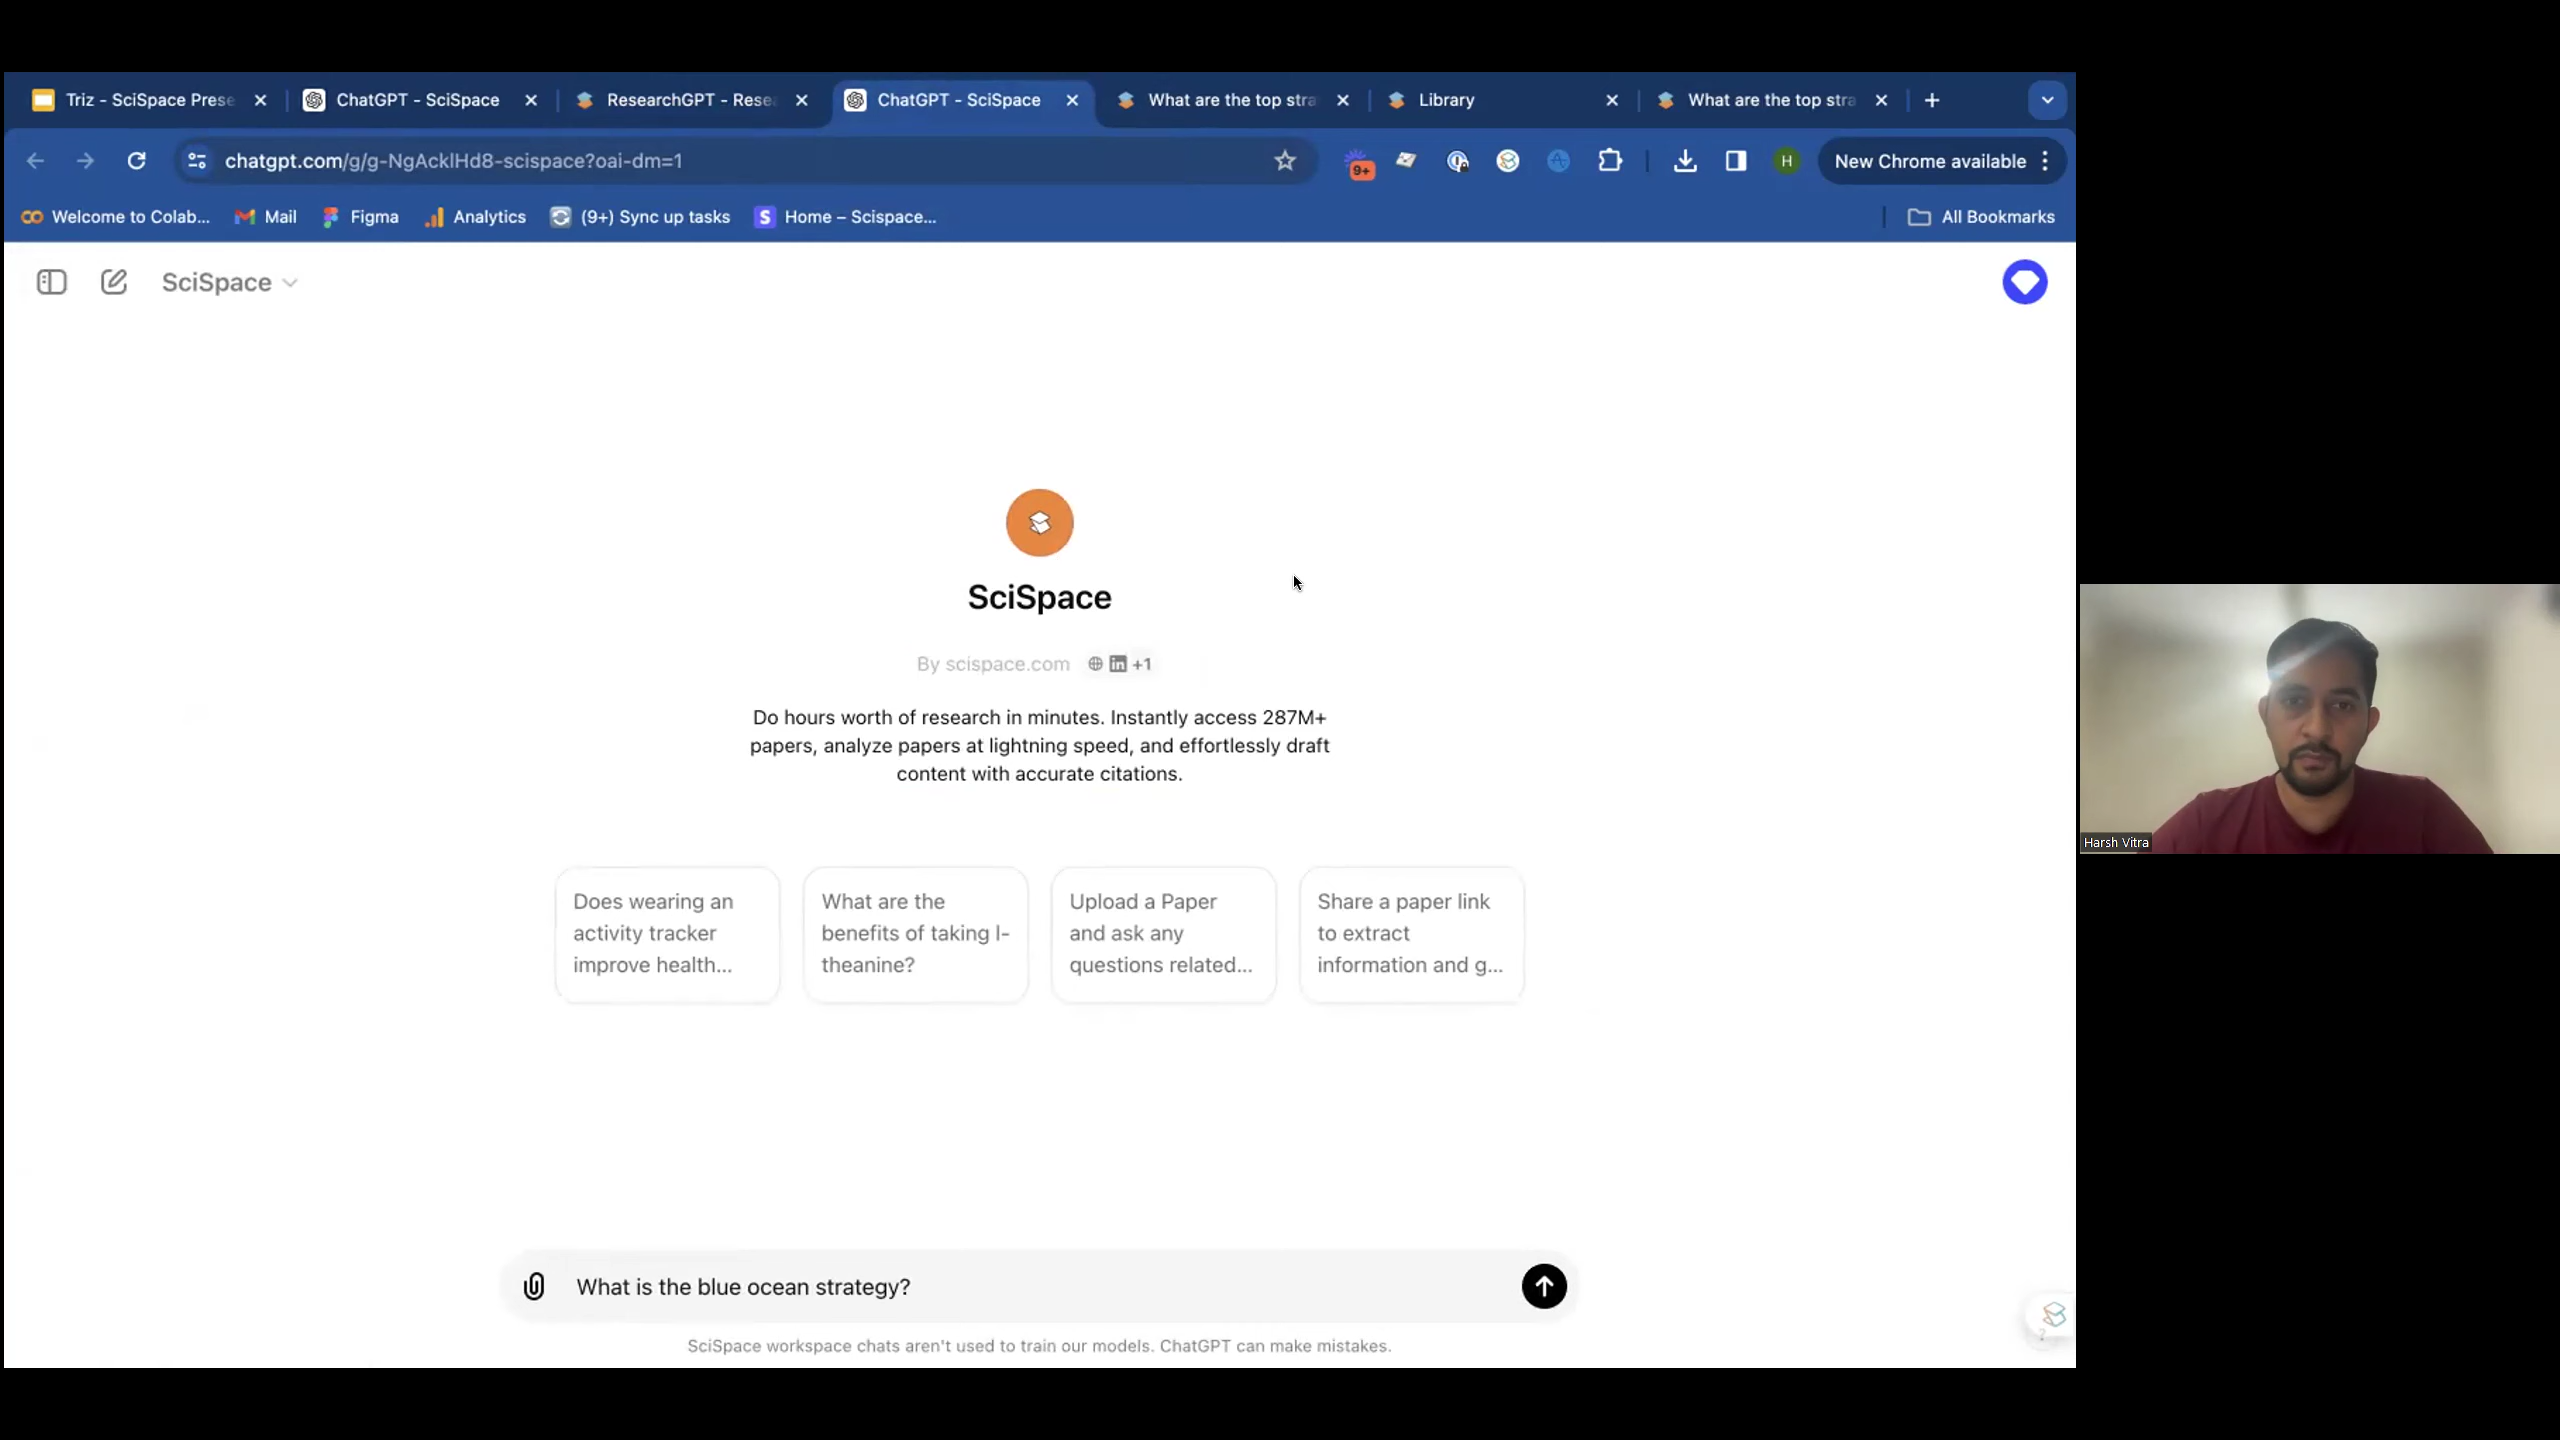 Triz - SciSpace Prese
ChatGPT - SciSpace
ResearchGPT - Resea
ChatGPT - SciSpace
What are the top stra
Library
What are the top stra
chatgpt.com/g/g-NgAcklHd8-scispace?oai-dm=1
9+
H
New Chrome available
Welcome to Colab...
Mail
Figma
Analytics
(9+) Sync up tasks
S
Home – Scispace...
All Bookmarks
SciSpace
SciSpace
By scispace.com
in
+1
Do hours worth of research in minutes. Instantly access 287M+
papers, analyze papers at lightning speed, and effortlessly draft
content with accurate citations.
Does wearing an
activity tracker
improve health...
What are the
benefits of taking l-
theanine?
Upload a Paper
and ask any
questions related...
Share a paper link
to extract
information and g...
Harsh Vitra
What is the blue ocean strategy?
SciSpace workspace chats aren't used to train our models. ChatGPT can make mistakes.
?